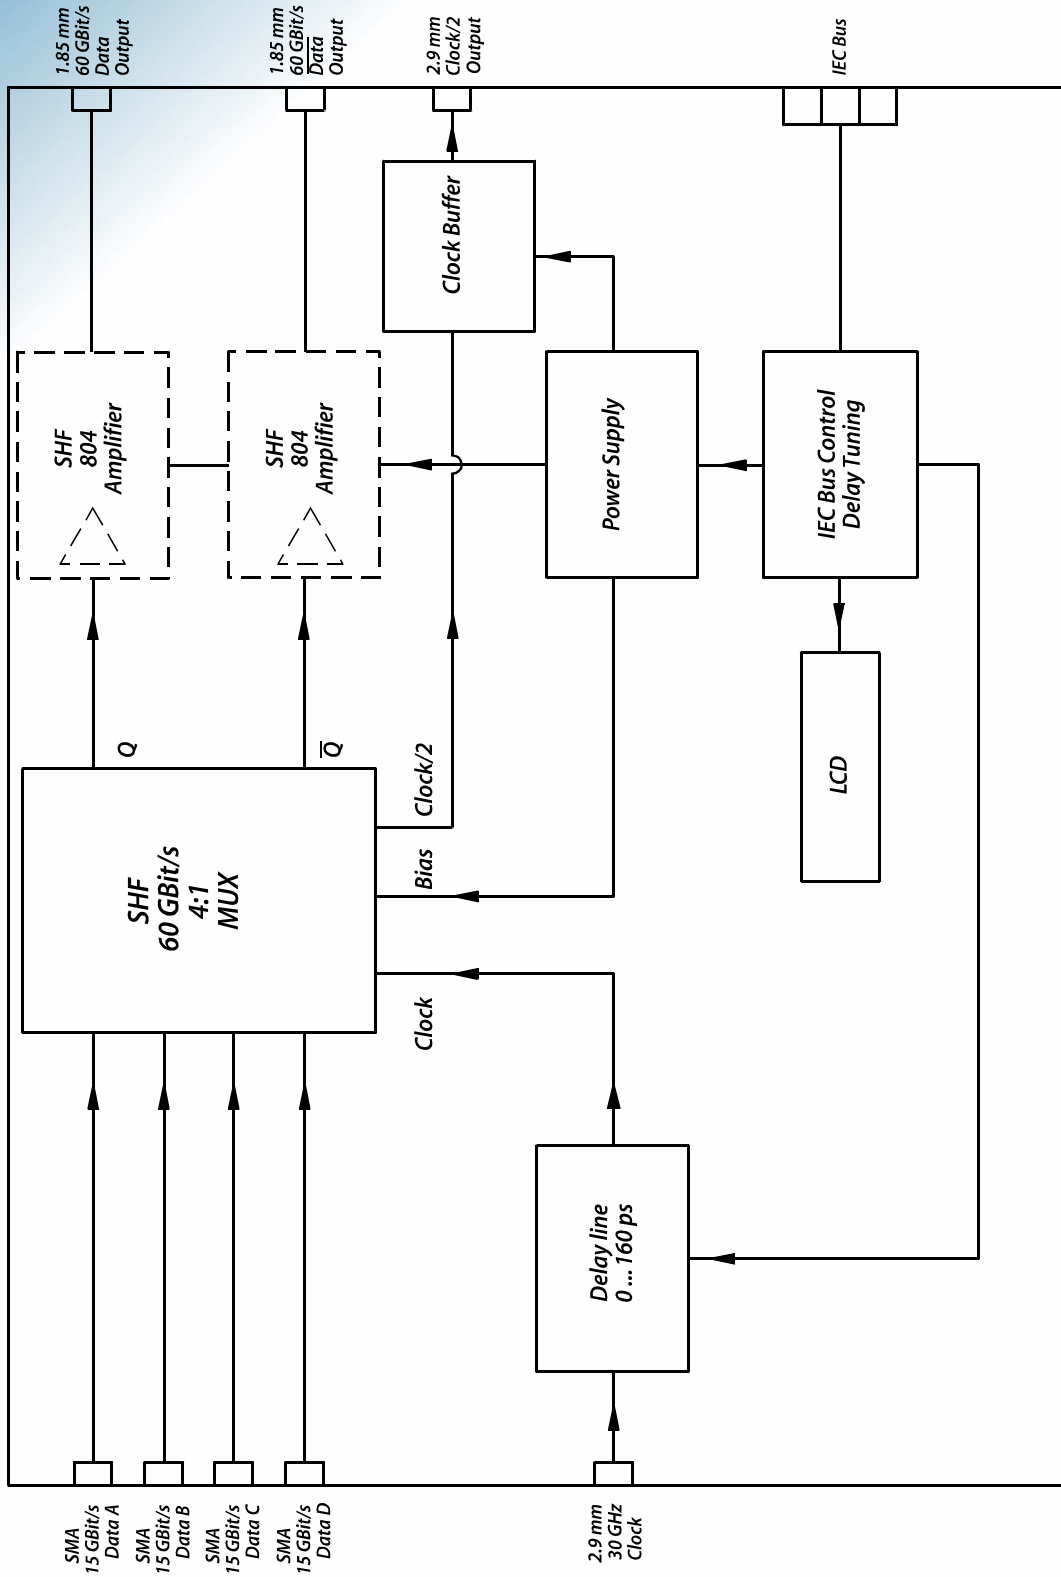 1.85 mm
60 GBit/s
Data
Output
1.85 mm
60 GBit/s
Data
Output
2.9 mm
Clock/2
Output
IEC Bus
Clock Buffer
SHF
804
Amplifier
SHF
804
Amplifier
Power Supply
IEC Bus Control
Delay Tuning
Q
Q̅
Clock/2
LCD
SHF
60 GBit/s
4:1
MUX
Bias
Clock
Delay line
0 ... 160 ps
SMA
15 GBit/s
Data A
SMA
15 GBit/s
Data B
SMA
15 GBit/s
Data C
SMA
15 GBit/s
Data D
2.9 mm
30 GHz
Clock